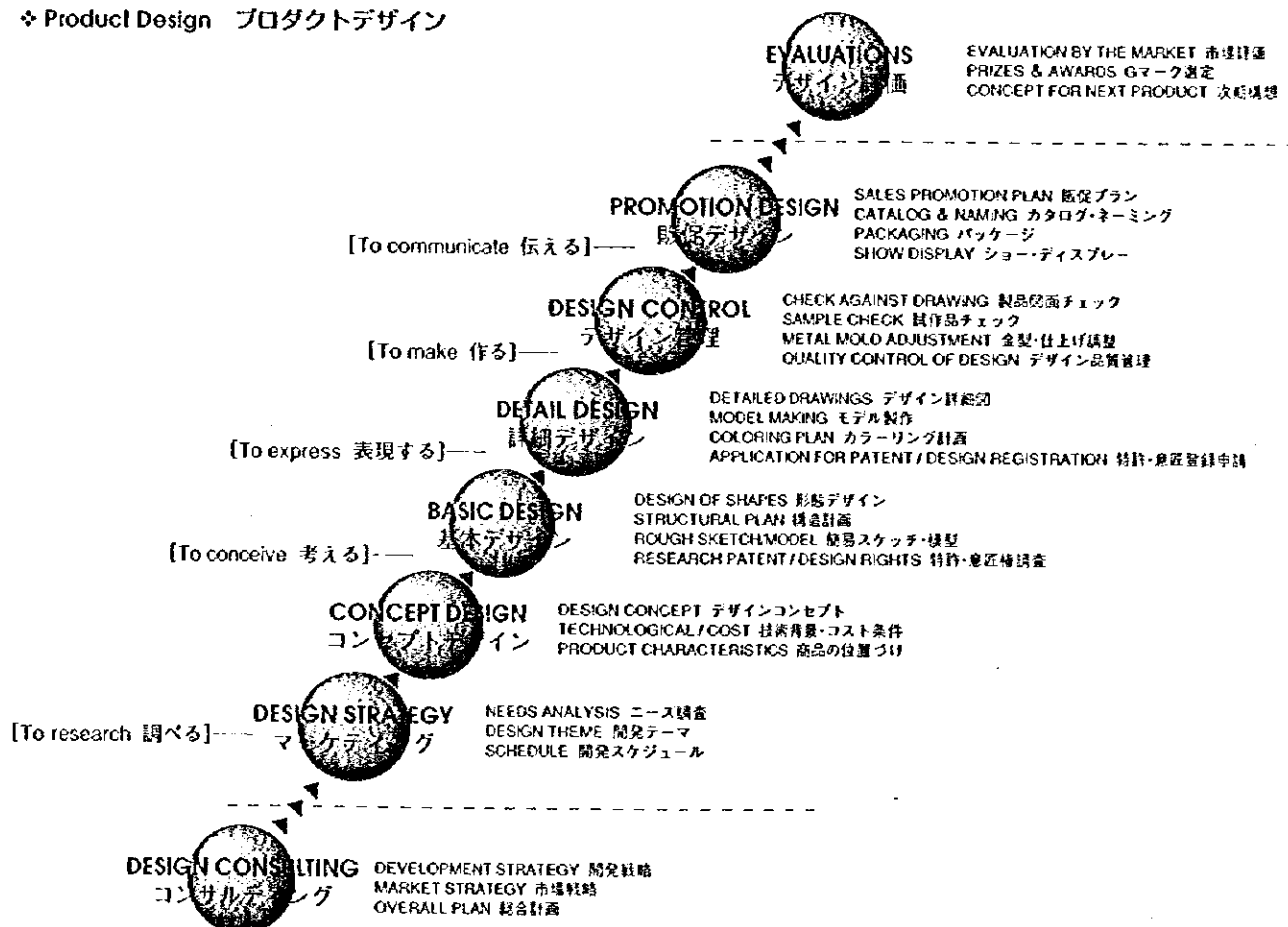 ❖ Product Design プロダクトデザイン
EVALUATIONS
デザイン評価
EVALUATION BY THE MARKET 市場評価
PRIZES & AWARDS Gマーク選定
CONCEPT FOR NEXT PRODUCT 次期構想
PROMOTION DESIGN
販促デザイン
SALES PROMOTION PLAN 販促プラン
CATALOG & NAMING カタログ・ネーミング
PACKAGING パッケージ
SHOW DISPLAY ショー・ディスプレー
[To communicate 伝える]
DESIGN CONTROL
デザイン管理
CHECK AGAINST DRAWING 製品図面チェック
SAMPLE CHECK 試作品チェック
METAL MOLD ADJUSTMENT 金型・仕上げ調整
QUALITY CONTROL OF DESIGN デザイン品質管理
[To make 作る]
DETAIL DESIGN
詳細デザイン
DETAILED DRAWINGS デザイン詳細図
MODEL MAKING モデル製作
COLORING PLAN カラーリング計画
APPLICATION FOR PATENT / DESIGN REGISTRATION 特許・意匠登録申請
[To express 表現する]
BASIC DESIGN
基本デザイン
DESIGN OF SHAPES 形態デザイン
STRUCTURAL PLAN 構造計画
ROUGH SKETCH/MODEL 簡易スケッチ・模型
RESEARCH PATENT / DESIGN RIGHTS 特許・意匠権調査
[To conceive 考える]
CONCEPT DESIGN
コンセプトデザイン
DESIGN CONCEPT デザインコンセプト
TECHNOLOGICAL / COST 技術背景・コスト条件
PRODUCT CHARACTERISTICS 商品の位置づけ
DESIGN STRATEGY
マーケティング
NEEDS ANALYSIS ニーズ調査
DESIGN THEME 開発テーマ
SCHEDULE 開発スケジュール
[To research 調べる]
DESIGN CONSULTING
コンサルティング
DEVELOPMENT STRATEGY 開発戦略
MARKET STRATEGY 市場戦略
OVERALL PLAN 総合計画